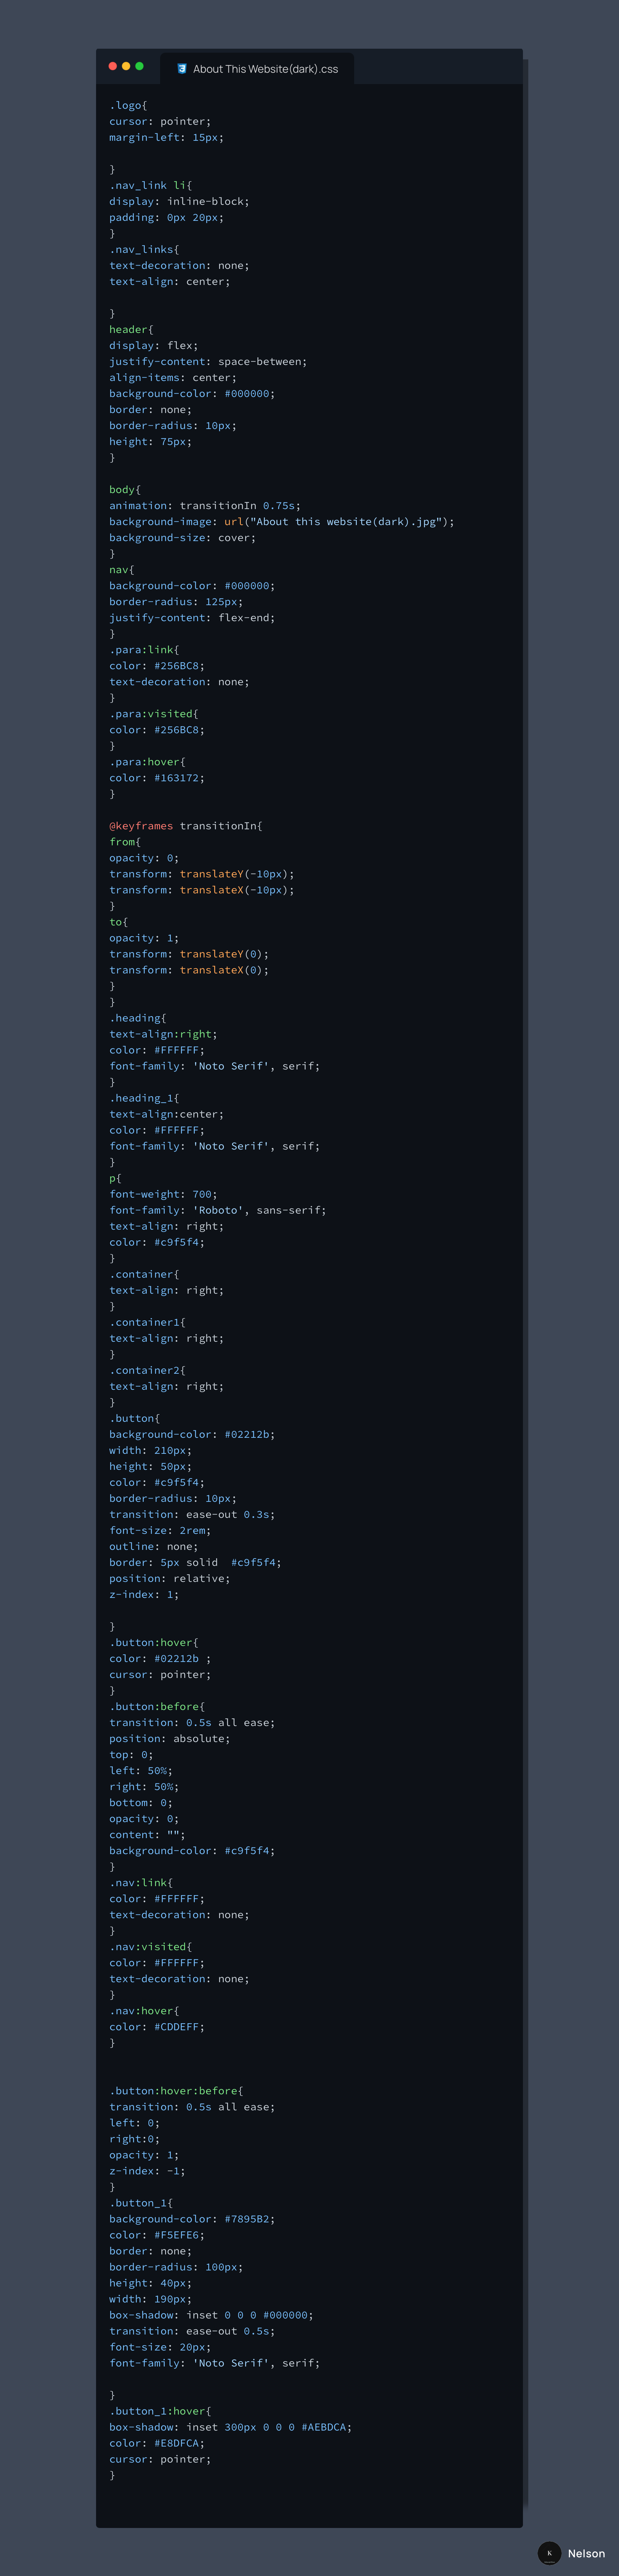 About This Website(dark).css
.logo{
cursor: pointer;
margin-left: 15px;
}
.nav_link li{
display: inline-block;
padding: 0px 20px;
}
.nav_links{
text-decoration: none;
text-align: center;
}
header{
display: flex;
justify-content: space-between;
align-items: center;
background-color: #000000;
border: none;
border-radius: 10px;
height: 75px;
}
body{
animation: transitionIn 0.75s;
background-image: url("About this website(dark).jpg");
background-size: cover;
}
nav{
background-color: #000000;
border-radius: 125px;
justify-content: flex-end;
}
.para:link{
color: #256BC8;
text-decoration: none;
}
.para:visited{
color: #256BC8;
}
.para:hover{
color: #163172;
}
@keyframes transitionIn{
from{
opacity: 0;
transform: translateY(-10px);
transform: translateX(-10px);
}
to{
opacity: 1;
transform: translateY(0);
transform: translateX(0);
}
}
.heading{
text-align:right;
color: #FFFFFF;
font-family: 'Noto Serif', serif;
}
.heading_1{
text-align:center;
color: #FFFFFF;
font-family: 'Noto Serif', serif;
}
p{
font-weight: 700;
font-family: 'Roboto', sans-serif;
text-align: right;
color: #c9f5f4;
}
.container{
text-align: right;
}
.container1{
text-align: right;
}
.container2{
text-align: right;
}
.button{
background-color: #02212b;
width: 210px;
height: 50px;
color: #c9f5f4;
border-radius: 10px;
transition: ease-out 0.3s;
font-size: 2rem;
outline: none;
border: 5px solid  #c9f5f4;
position: relative;
z-index: 1;
}
.button:hover{
color: #02212b ;
cursor: pointer;
}
.button:before{
transition: 0.5s all ease;
position: absolute;
top: 0;
left: 50%;
right: 50%;
bottom: 0;
opacity: 0;
content: "";
background-color: #c9f5f4;
}
.nav:link{
color: #FFFFFF;
text-decoration: none;
}
.nav:visited{
color: #FFFFFF;
text-decoration: none;
}
.nav:hover{
color: #CDDEFF;
}
.button:hover:before{
transition: 0.5s all ease;
left: 0;
right:0;
opacity: 1;
z-index: -1;
}
.button_1{
background-color: #7895B2;
color: #F5EFE6;
border: none;
border-radius: 100px;
height: 40px;
width: 190px;
box-shadow: inset 0 0 0 #000000;
transition: ease-out 0.5s;
font-size: 20px;
font-family: 'Noto Serif', serif;
}
.button_1:hover{
box-shadow: inset 300px 0 0 0 #AEBDCA;
color: #E8DFCA;
cursor: pointer;
}
K
Nelson